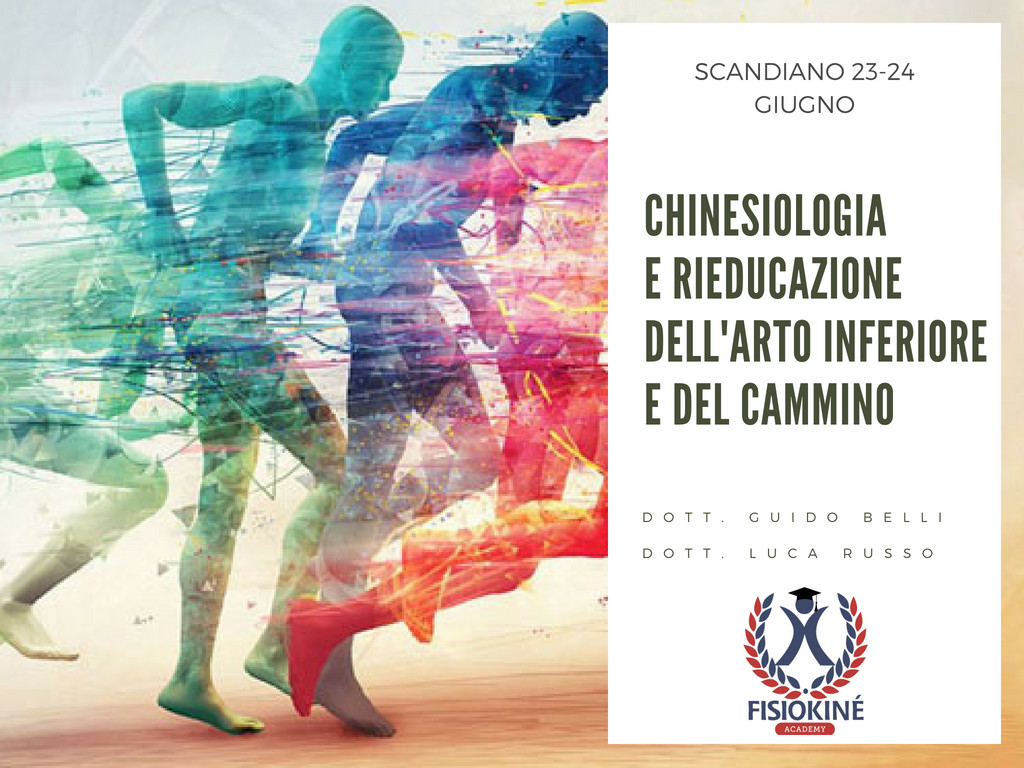 SCANDIANO 23-24
GIUGNO
CHINESIOLOGIA
E RIEDUCAZIONE
DELL'ARTO INFERIORE
E DEL CAMMINO
DOTT. GUIDO BELLI
DOTT. LUCA RUSSO
FISIOKINÉ
ACADEMY